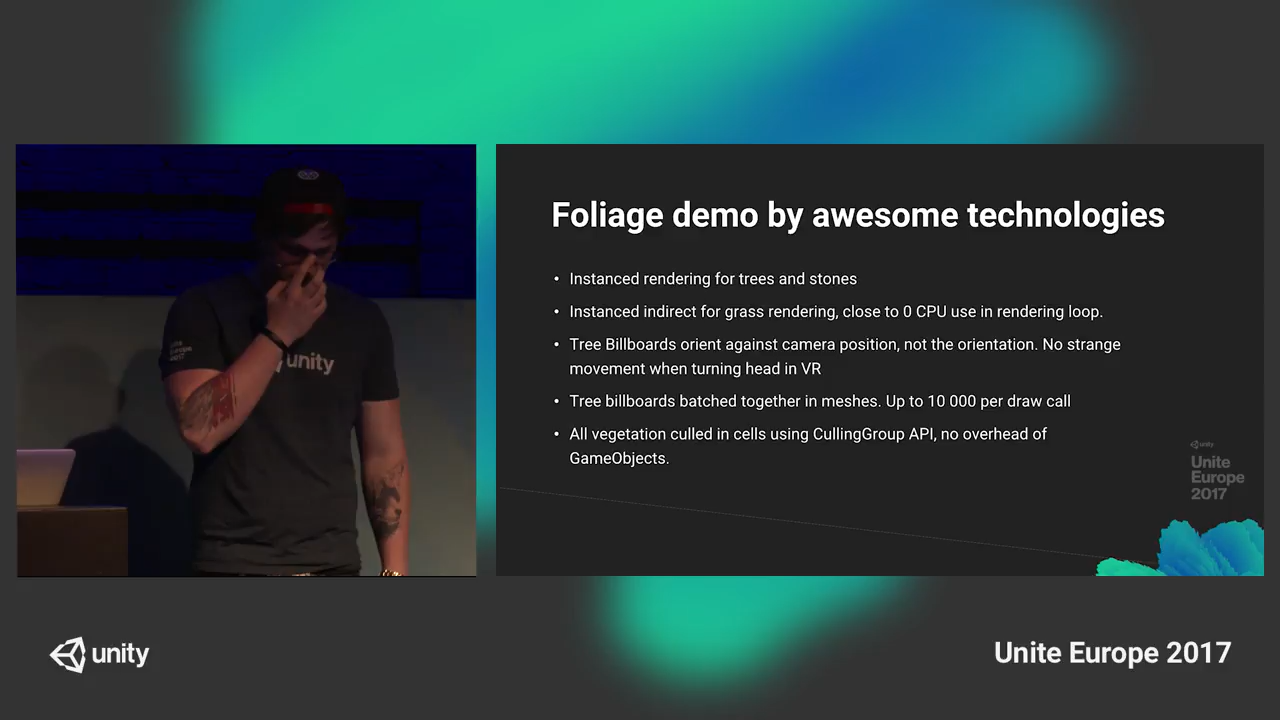 Foliage demo by awesome technologies
• Instanced rendering for trees and stones
• Instanced indirect for grass rendering, close to 0 CPU use in rendering loop.
• Tree Billboards orient against camera position, not the orientation. No strange
movement when turning head in VR
• Tree billboards batched together in meshes. Up to 10 000 per draw call
• All vegetation culled in cells using CullingGroup API, no overhead of
GameObjects.
unity
Unite
Europe
2017
unity
Europe
2017
unity
Unite Europe 2017